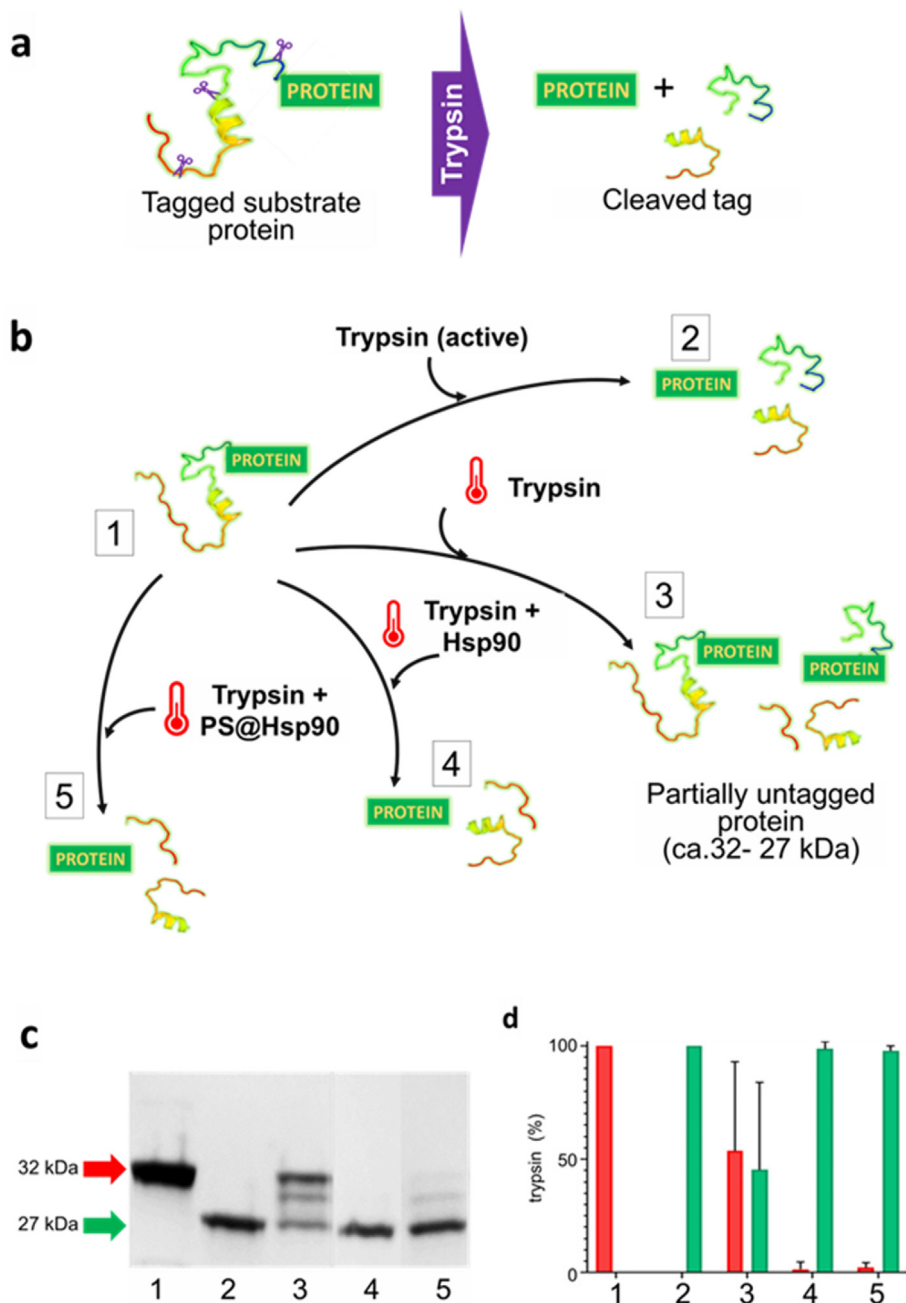 a
PROTEIN
Tagged substrate
protein
Trypsin
PROTEIN
+
Cleaved tag
b
Trypsin (active)
2
PROTEIN
PROTEIN
1
Trypsin
3
PROTEIN
PROTEIN
Partially untagged
protein
(ca.32- 27 kDa)
Trypsin +
Hsp90
4
PROTEIN
Trypsin +
PS@Hsp90
5
PROTEIN
c
32 kDa
27 kDa
1 2 3 4 5
d
100
50
0
trypsin (%)
1 2 3 4 5